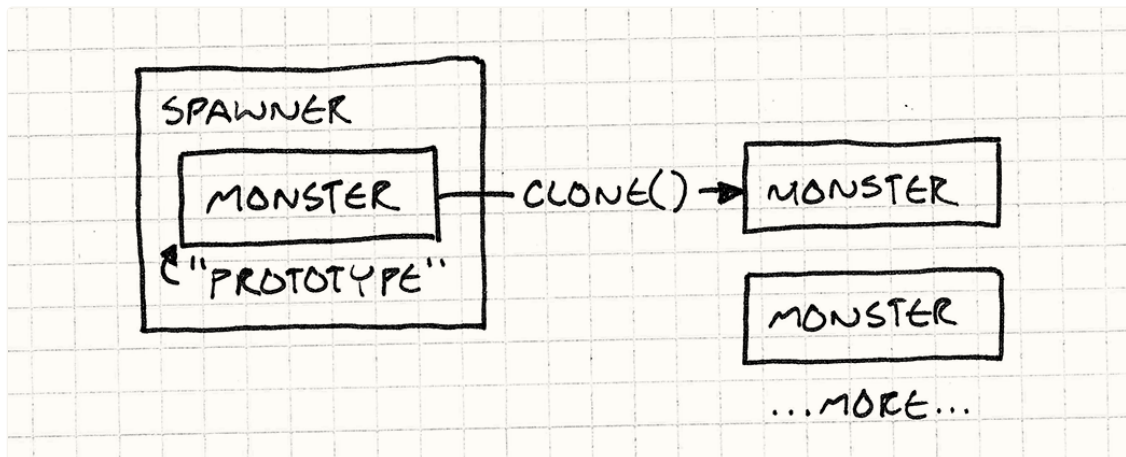 SPAWNER
MONSTER
"PROTOTYPE"
CLONE()
MONSTER
MONSTER
...MORE...